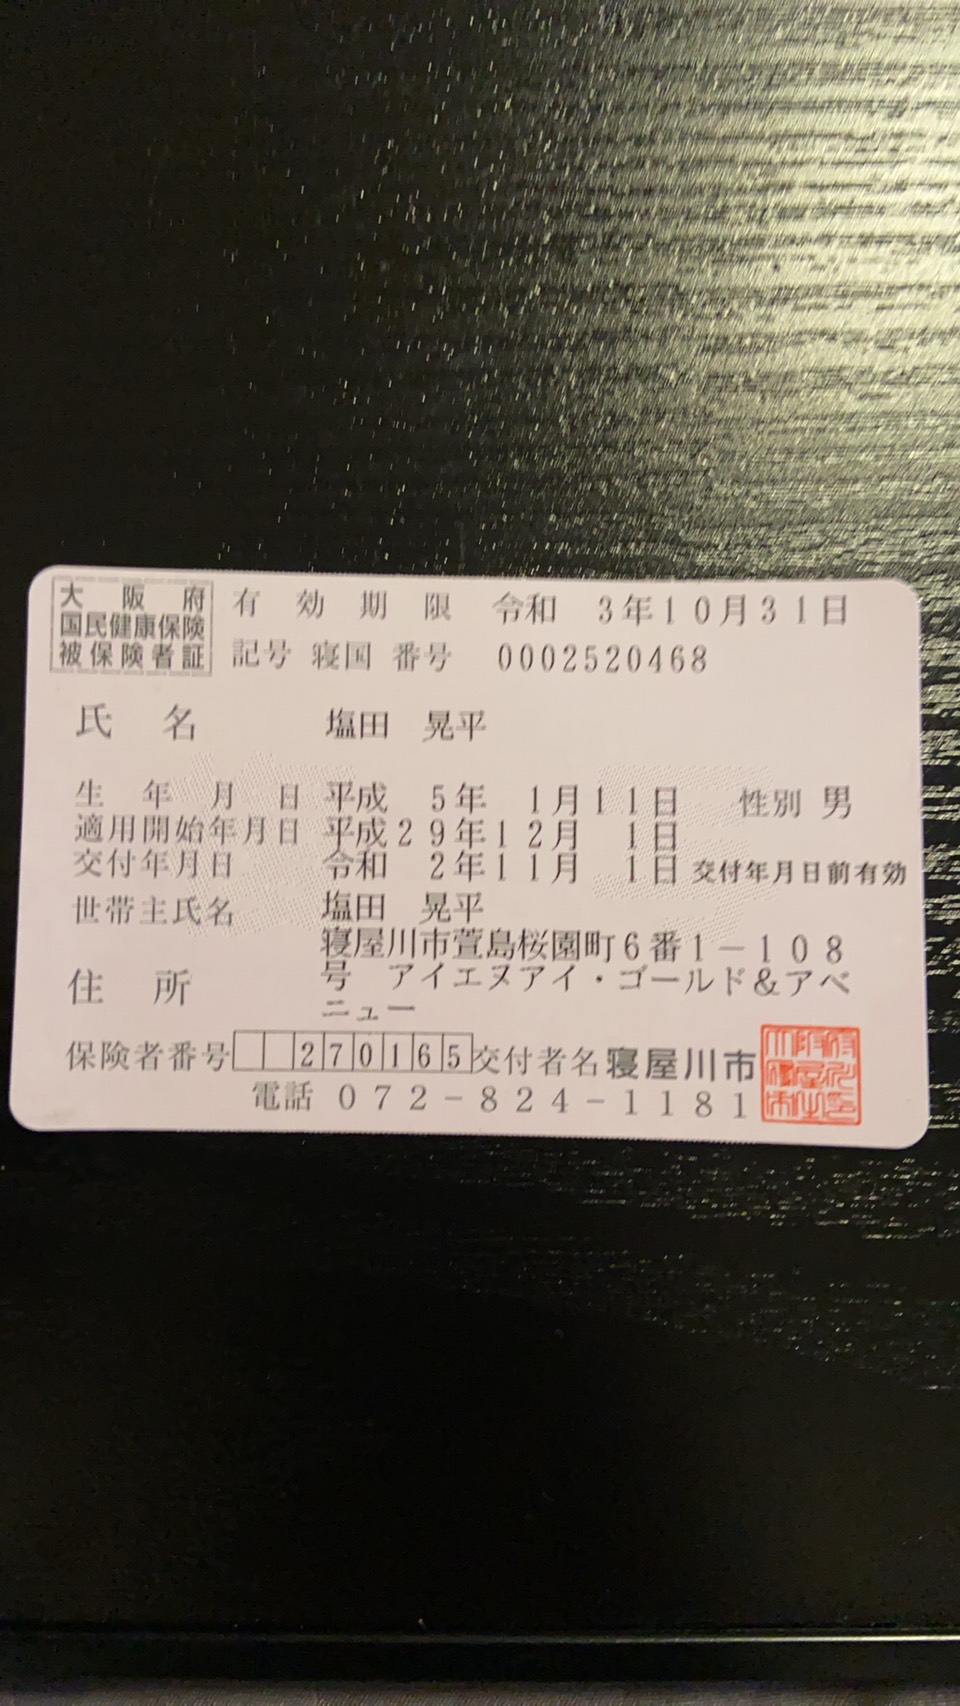 大阪府
国民健康保険
被保険者証
有効期限 令和 3年10月31日
記号 寝国 番号 0002520468
氏名 塩田 晃平
生年月日 平成 5年 1月11日 性別 男
適用開始年月日 平成29年12月 1日
交付年月日 令和 2年11月 1日 交付年月日前有効
世帯主氏名 塩田 晃平
住所 寝屋川市萱島桜園町6番1-108
号 アイエヌアイ・ゴールド&アベ
ニュー
保険者番号 270165 交付者名 寝屋川市
電話 072-824-1181